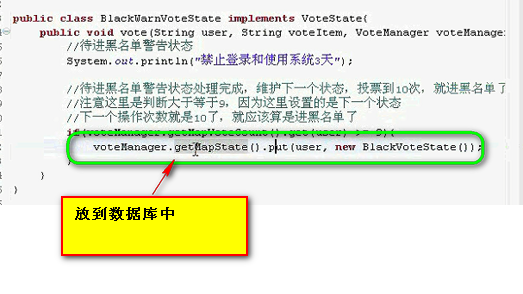 public class BlackWarnVoteState implements VoteState{
public void vote(String user, String voteItem, VoteManager voteManager
//待进黑名单警告状态
System.out.println("禁止登录和使用系统3天");
//待进黑名单警告状态处理完成，维护下一个状态，投票到10次，就进黑名单了
//注意这里是判断大于等于9，因为这里设置的是下一个状态
//下一个操作次数就是10了，就应该算是进黑名单了
if(voteManager.getMapVoteCount().get(user) >= 9){
voteManager.getMapState().put(user, new BlackVoteState());
}
}
}
放到数据库中